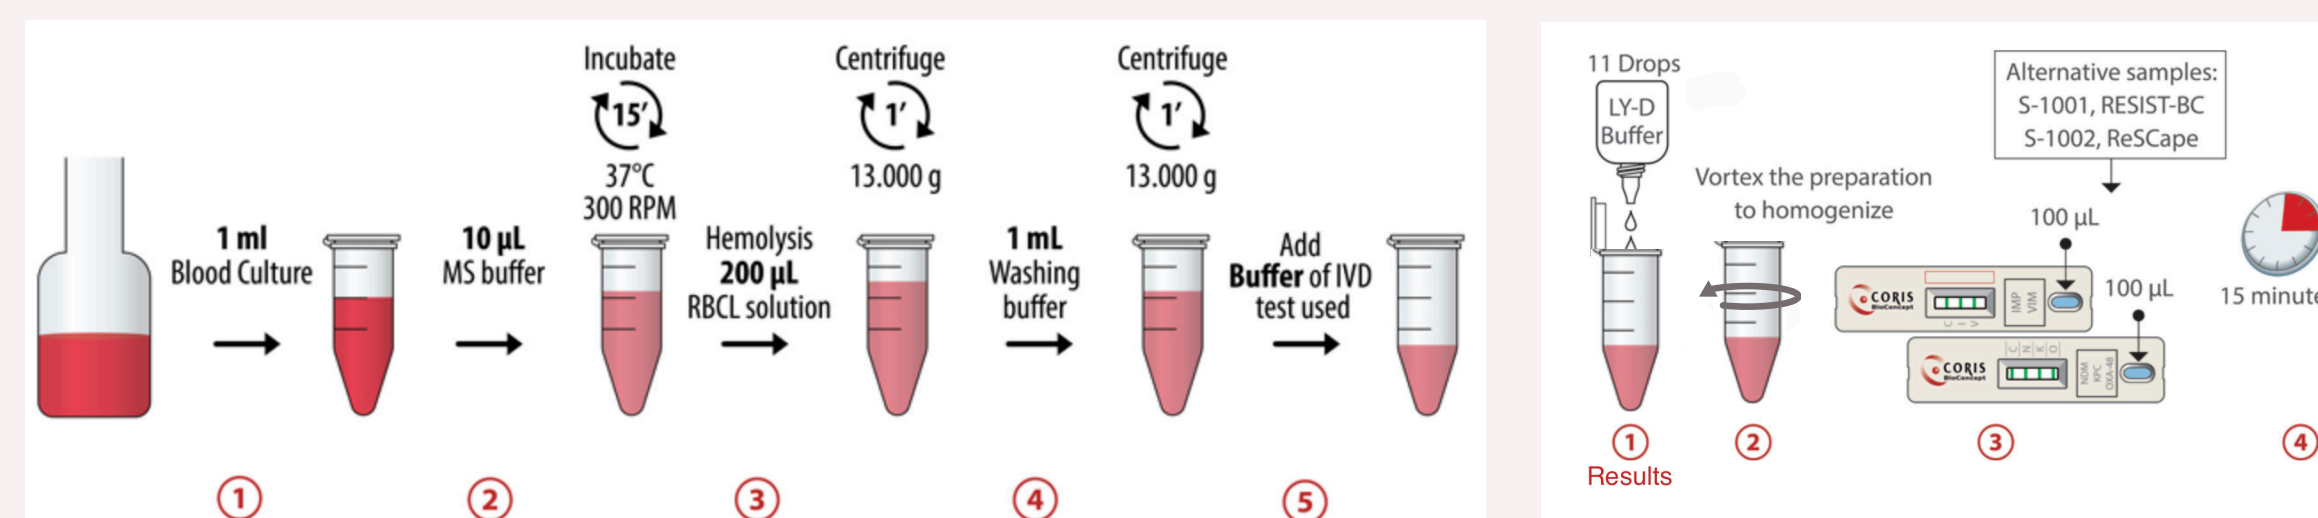 Incubate
15'
37°C
300 RPM
Centrifuge
1'
13.000 g
Centrifuge
1'
13.000 g
1 ml
Blood Culture
10 µL
MS buffer
Hemolysis
200 µL
RBCL solution
1 mL
Washing
buffer
Add
Buffer of IVD
test used
1
2
3
4
5
11 Drops
LY-D
Buffer
Vortex the preparation
to homogenize
Alternative samples:
S-1001, RESIST-BC
S-1002, ReSCape
100 µL
CORIS
BioConcept
C I V
IMP
VIM
100 µL
CORIS
BioConcept
C N K O
NDM
KPC
OXA-48
15 minute
1
2
3
4
Results